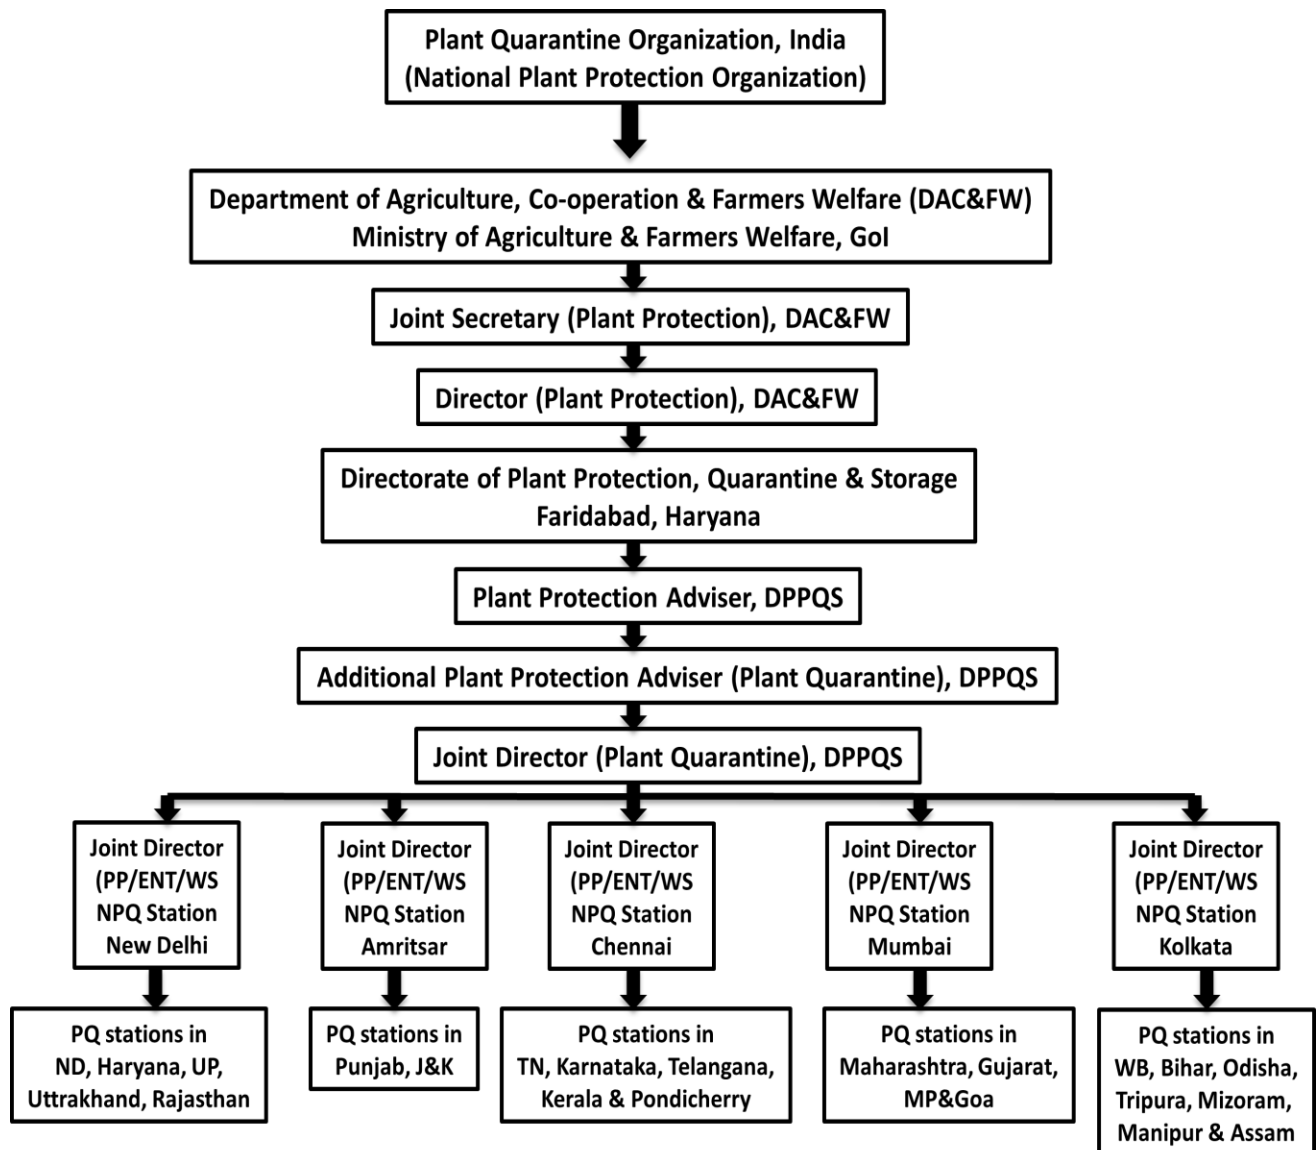 Plant Quarantine Organization, India
(National Plant Protection Organization)
Department of Agriculture, Co-operation & Farmers Welfare (DAC&FW)
Ministry of Agriculture & Farmers Welfare, GoI
Joint Secretary (Plant Protection), DAC&FW
Director (Plant Protection), DAC&FW
Directorate of Plant Protection, Quarantine & Storage
Faridabad, Haryana
Plant Protection Adviser, DPPQS
Additional Plant Protection Adviser (Plant Quarantine), DPPQS
Joint Director (Plant Quarantine), DPPQS
Joint Director
(PP/ENT/WS
NPQ Station
New Delhi
Joint Director
(PP/ENT/WS
NPQ Station
Amritsar
Joint Director
(PP/ENT/WS
NPQ Station
Chennai
Joint Director
(PP/ENT/WS
NPQ Station
Mumbai
Joint Director
(PP/ENT/WS
NPQ Station
Kolkata
PQ stations in
ND, Haryana, UP,
Uttrakhand, Rajasthan
PQ stations in
Punjab, J&K
PQ stations in
TN, Karnataka, Telangana,
Kerala & Pondicherry
PQ stations in
Maharashtra, Gujarat,
MP&Goa
PQ stations in
WB, Bihar, Odisha,
Tripura, Mizoram,
Manipur & Assam